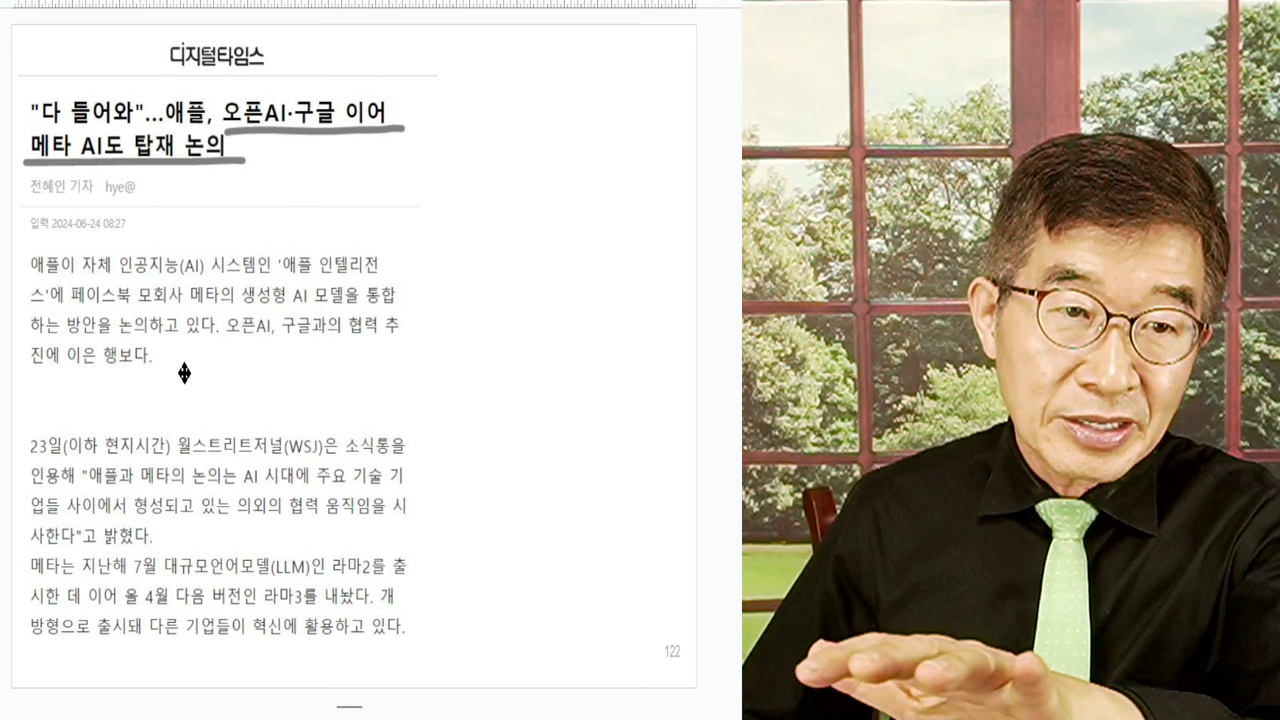 디지털타임스
"다 들어와"...애플, 오픈AI·구글 이어
메타 AI도 탑재 논의
전혜인 기자 hye@
입력 2024-06-24 08:27
애플이 자체 인공지능(AI) 시스템인 '애플 인텔리전
스'에 페이스북 모회사 메타의 생성형 AI 모델을 통합
하는 방안을 논의하고 있다. 오픈AI, 구글과의 협력 추
진에 이은 행보다.
23일(이하 현지시간) 월스트리트저널(WSJ)은 소식통을
인용해 "애플과 메타의 논의는 AI 시대에 주요 기술 기
업들 사이에서 형성되고 있는 의외의 협력 움직임을 시
사한다"고 밝혔다.
메타는 지난해 7월 대규모언어모델(LLM)인 라마2를 출
시한 데 이어 올 4월 다음 버전인 라마3를 내놨다. 개
방형으로 출시돼 다른 기업들이 혁신에 활용하고 있다.
122